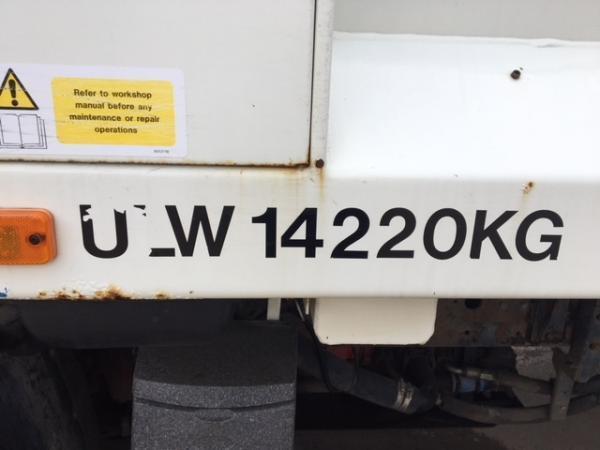 Refer to workshop
manual before any
maintenance or repair
operations
ULW 14220KG